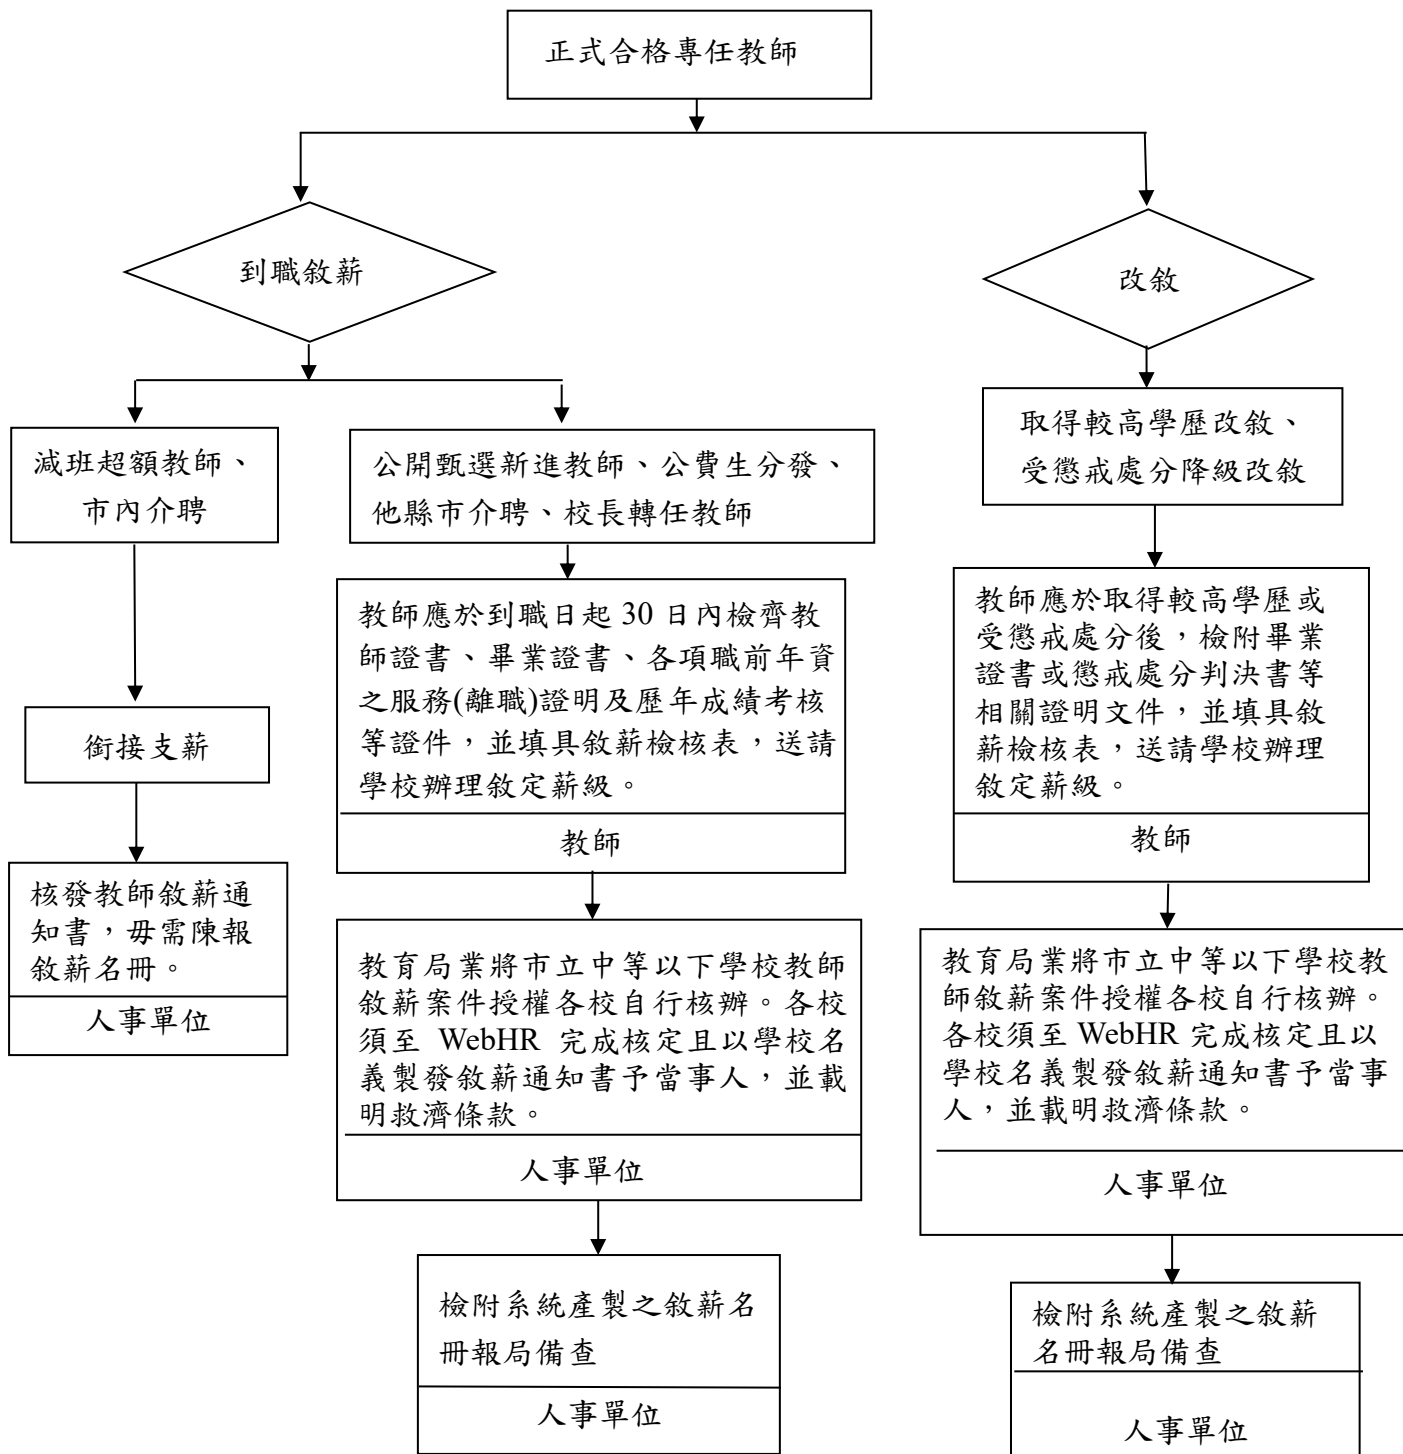 正式合格專任教師
到職敘薪
改敘
減班超額教師、
市內介聘
公開甄選新進教師、公費生分發、
他縣市介聘、校長轉任教師
取得較高學歷改敘、
受懲戒處分降級改敘
銜接支薪
教師應於到職日起 30 日內檢齊教
師證書、畢業證書、各項職前年資
之服務(離職)證明及歷年成績考核
等證件，並填具敘薪檢核表，送請
學校辦理敘定薪級。
教師
教師應於取得較高學歷或
受懲戒處分後，檢附畢業
證書或懲戒處分判決書等
相關證明文件，並填具敘
薪檢核表，送請學校辦理
敘定薪級。
教師
核發教師敘薪通
知書，毋需陳報
敘薪名冊。
人事單位
教育局業將市立中等以下學校教師
敘薪案件授權各校自行核辦。各校
須至 WebHR 完成核定且以學校名
義製發敘薪通知書予當事人，並載
明救濟條款。
人事單位
教育局業將市立中等以下學校教
師敘薪案件授權各校自行核辦。
各校須至 WebHR 完成核定且以
學校名義製發敘薪通知書予當事
人，並載明救濟條款。
人事單位
檢附系統產製之敘薪名
冊報局備查
人事單位
檢附系統產製之敘薪
名冊報局備查
人事單位